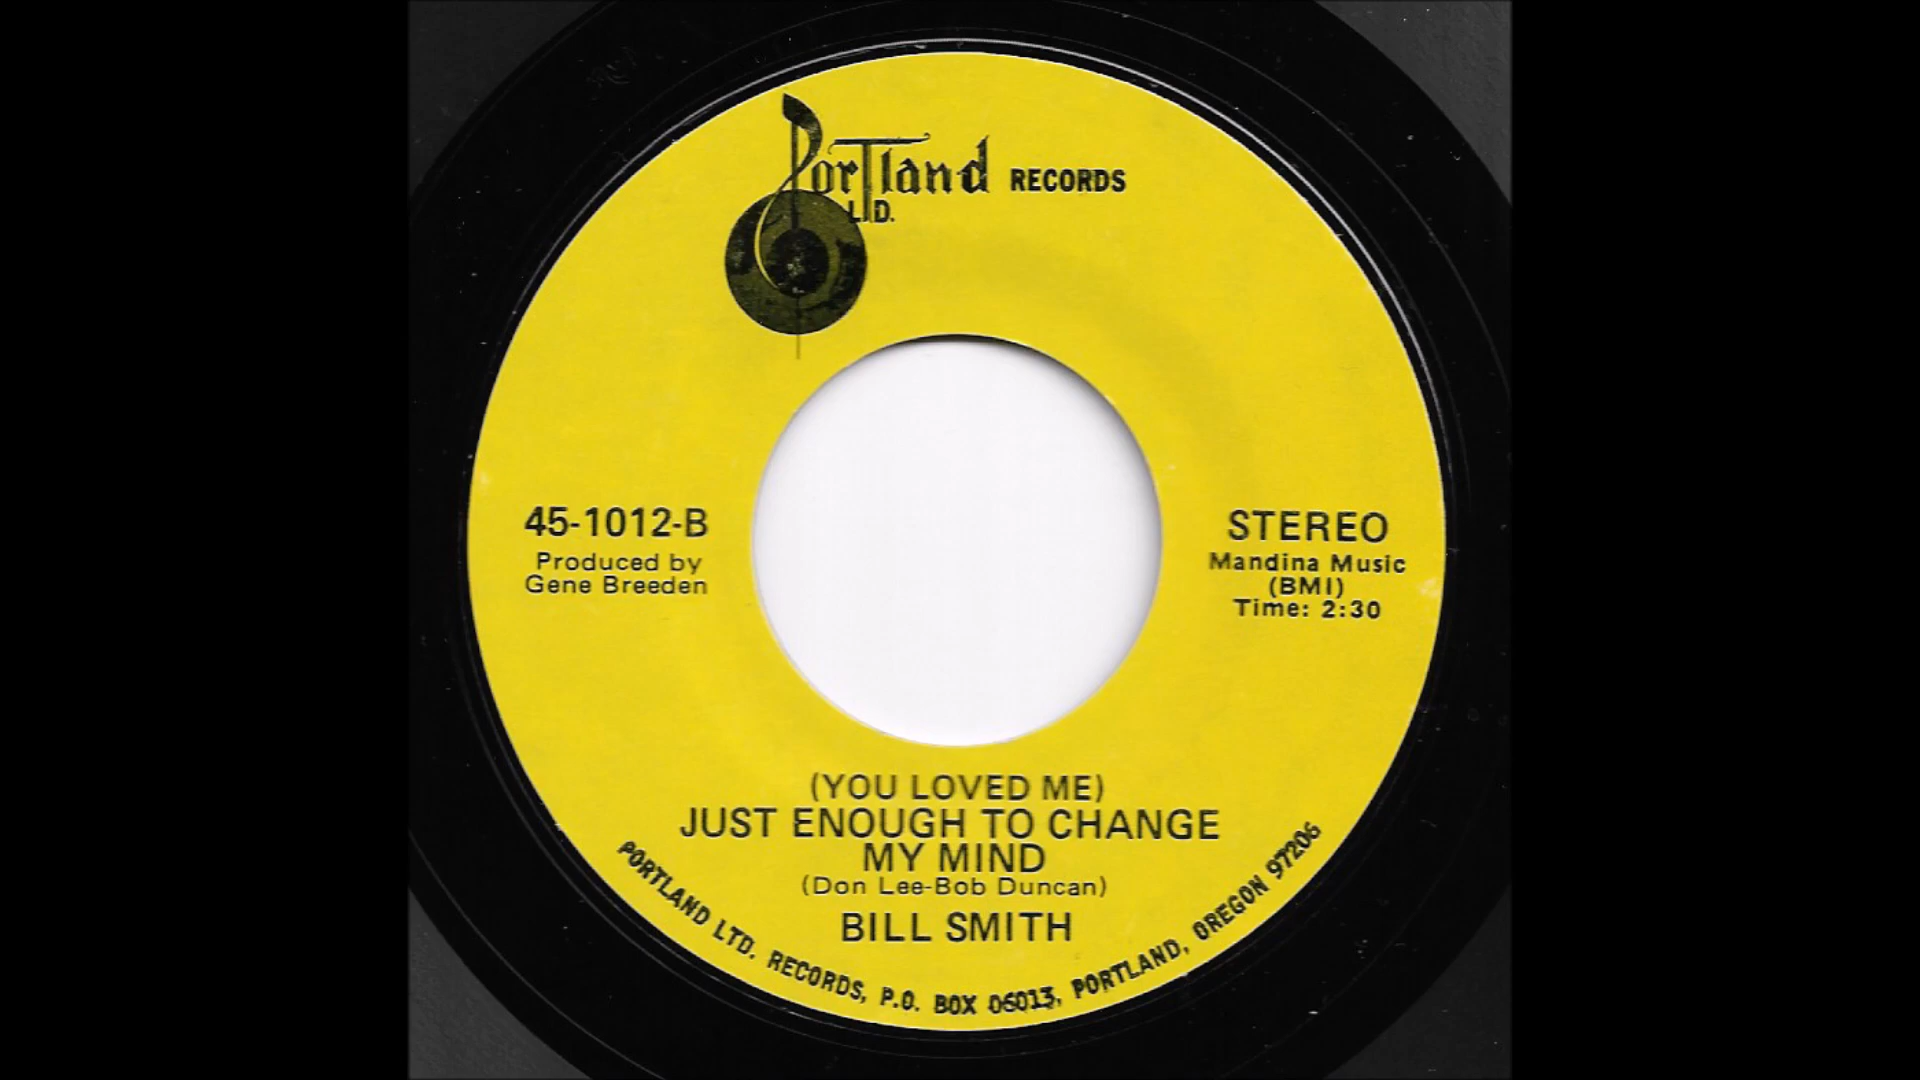 Portland RECORDS
LTD.
45-1012-B
Produced by
Gene Breeden
STEREO
Mandina Music
(BMI)
Time: 2:30
(YOU LOVED ME)
JUST ENOUGH TO CHANGE
MY MIND
(Don Lee-Bob Duncan)
BILL SMITH
PORTLAND LTD. RECORDS, P.O. BOX 06013, PORTLAND, OREGON 97206